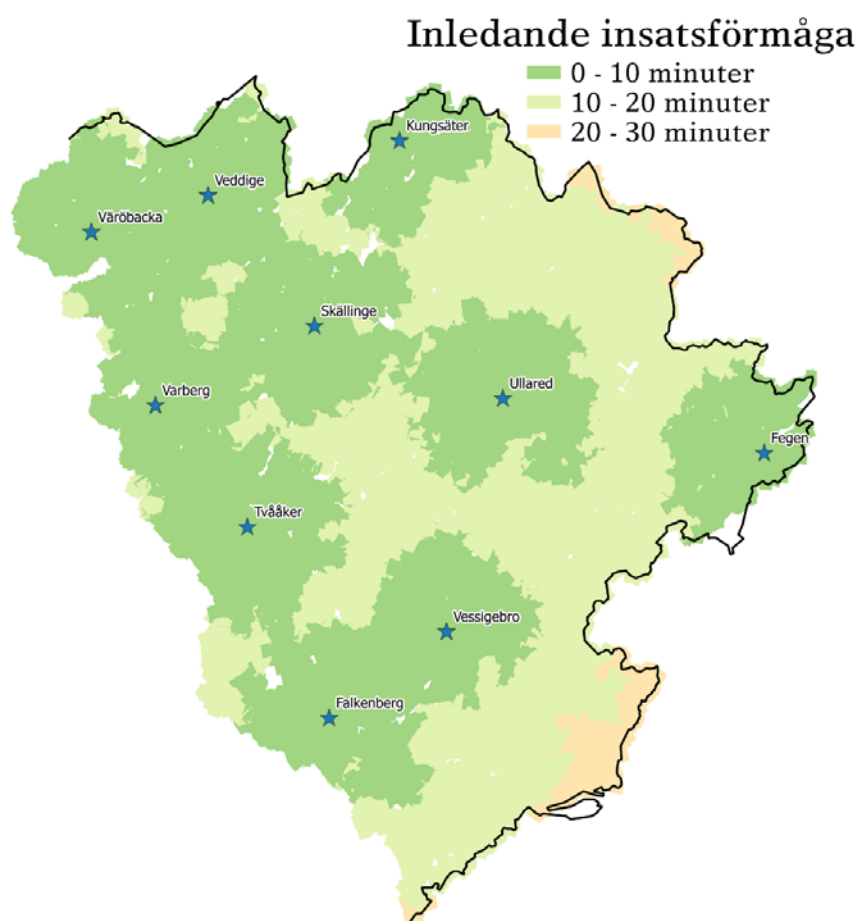 Inledande insatsförmåga
0 - 10 minuter
10 - 20 minuter
20 - 30 minuter
Kungsäter
Veddige
Väröbacka
Skällinge
Ullared
Varberg
Fegen
Tvååker
Vessigebro
Falkenberg